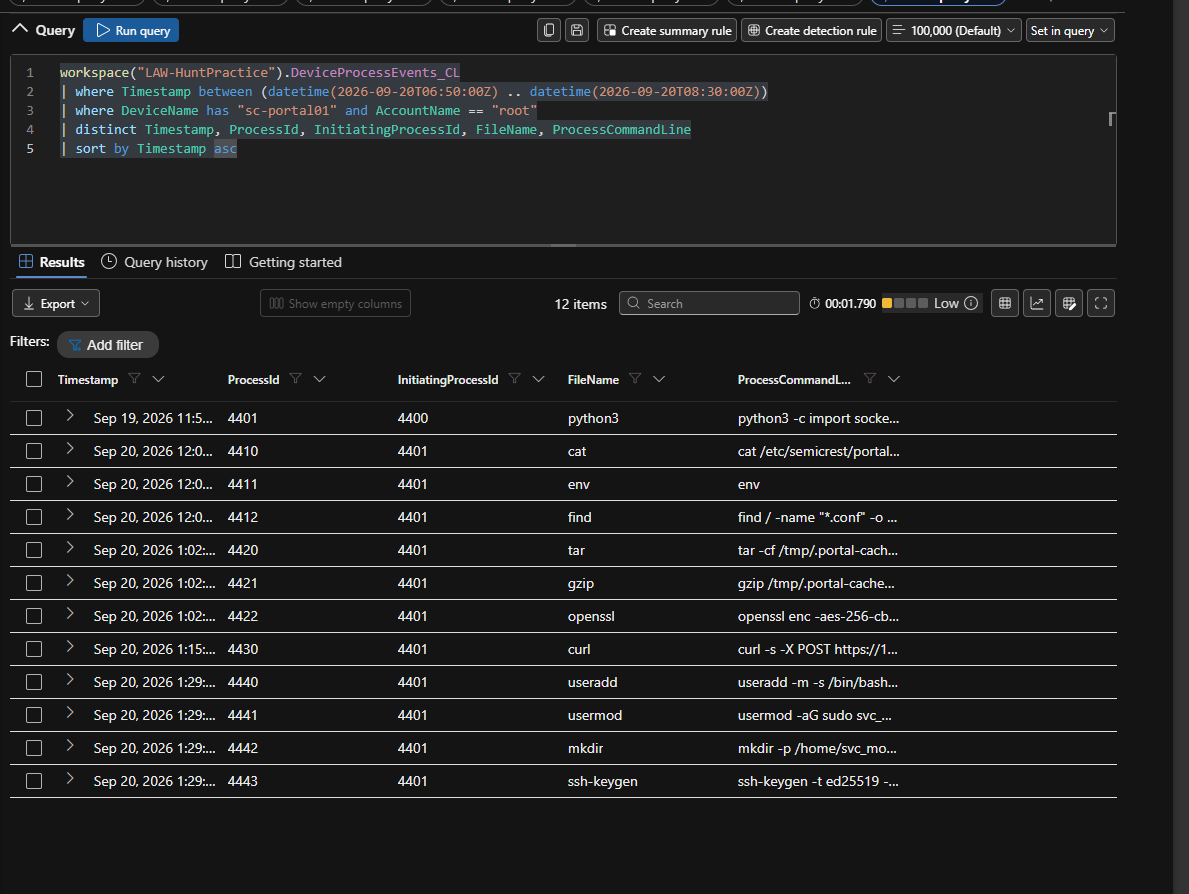 Query
Run query
Create summary rule
Create detection rule
100,000 (Default)
Set in query
1 workspace("LAW-HuntPractice").DeviceProcessEvents_CL
2 | where Timestamp between (datetime(2026-09-20T06:50:00Z) .. datetime(2026-09-20T08:30:00Z))
3 | where DeviceName has "sc-portal01" and AccountName == "root"
4 | distinct Timestamp, ProcessId, InitiatingProcessId, FileName, ProcessCommandLine
5 | sort by Timestamp asc
Results Query history Getting started
Export Show empty columns 12 items Search 00:01.790 Low
Filters: Add filter
Timestamp ProcessId InitiatingProcessId FileName ProcessCommandL...
Sep 19, 2026 11:5... 4401 4400 python3 python3 -c import socke...
Sep 20, 2026 12:0... 4410 4401 cat cat /etc/semicrest/portal...
Sep 20, 2026 12:0... 4411 4401 env env
Sep 20, 2026 12:0... 4412 4401 find find / -name "*.conf" -o ...
Sep 20, 2026 1:02:... 4420 4401 tar tar -cf /tmp/.portal-cach...
Sep 20, 2026 1:02:... 4421 4401 gzip gzip /tmp/.portal-cache...
Sep 20, 2026 1:02:... 4422 4401 openssl openssl enc -aes-256-cb...
Sep 20, 2026 1:15:... 4430 4401 curl curl -s -X POST https://1...
Sep 20, 2026 1:29:... 4440 4401 useradd useradd -m -s /bin/bash...
Sep 20, 2026 1:29:... 4441 4401 usermod usermod -aG sudo svc_...
Sep 20, 2026 1:29:... 4442 4401 mkdir mkdir -p /home/svc_mo...
Sep 20, 2026 1:29:... 4443 4401 ssh-keygen ssh-keygen -t ed25519 -...